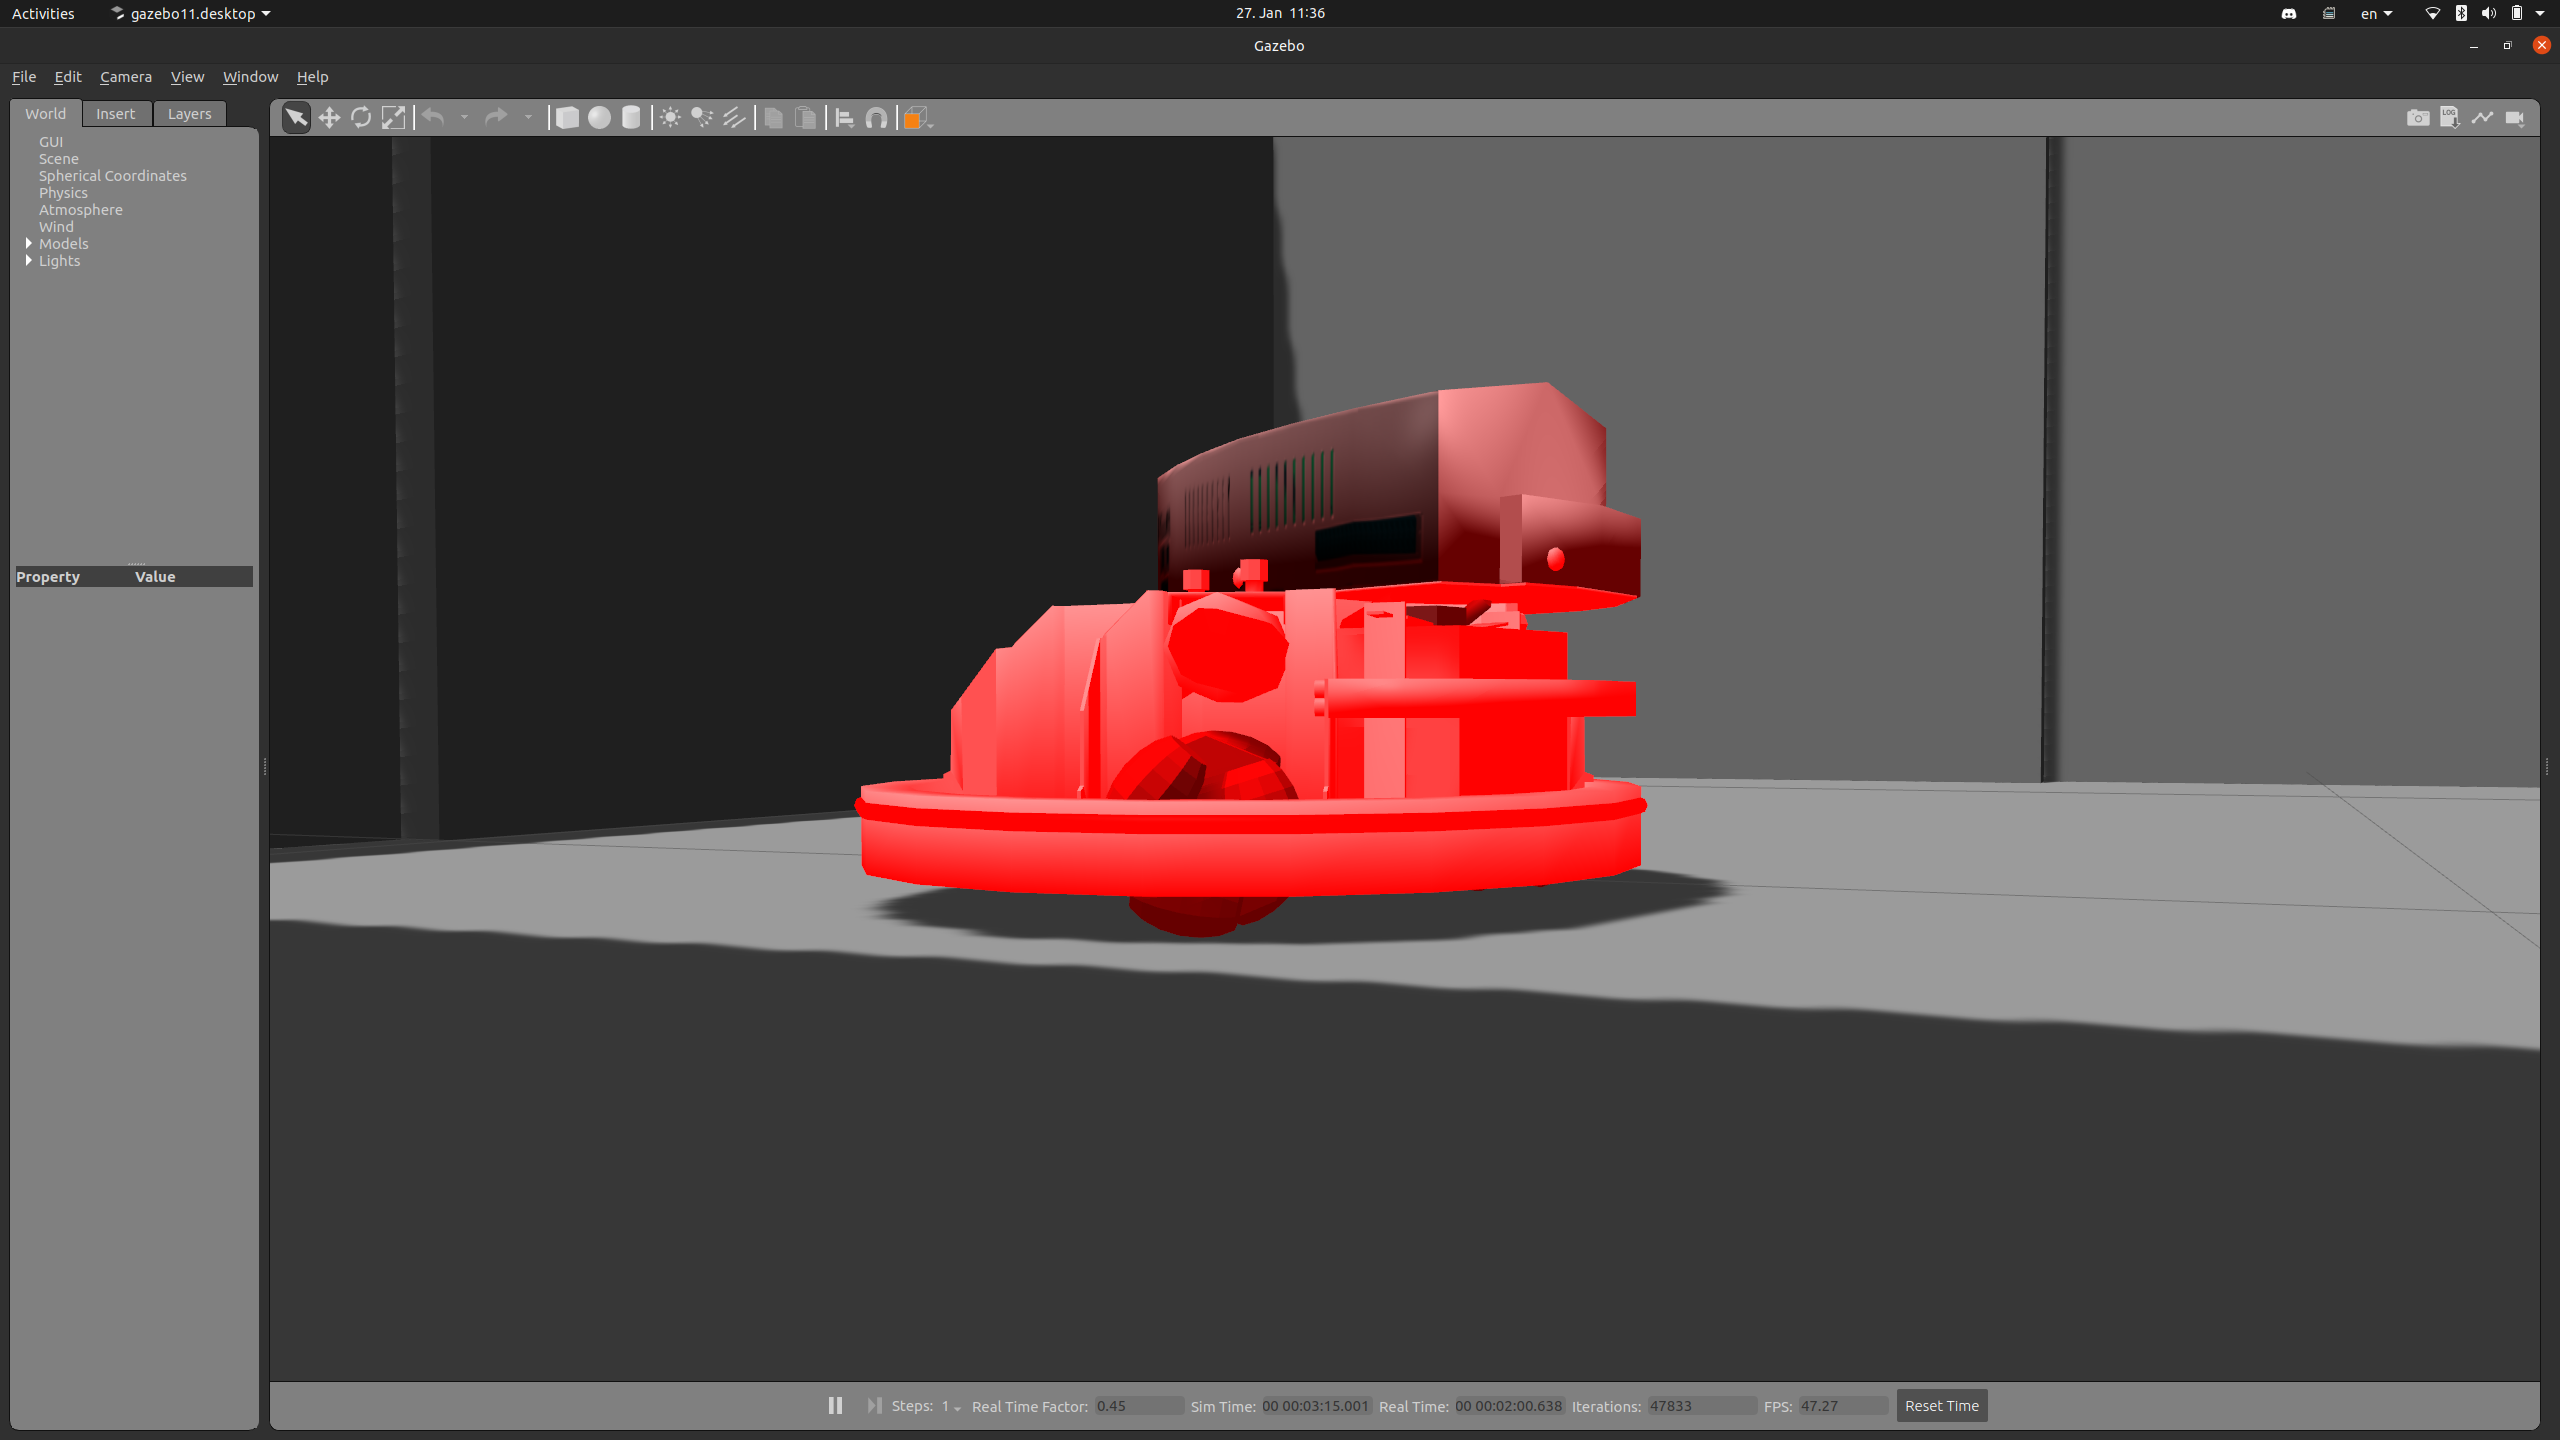 Activities
gazebo11.desktop
27. Jan 11:36
en
Gazebo
File Edit Camera View Window Help
World Insert Layers
GUI
Scene
Spherical Coordinates
Physics
Atmosphere
Wind
Models
Lights
Property Value
LOG
Steps: 1 Real Time Factor: 0.45 Sim Time: 00 00:03:15.001 Real Time: 00 00:02:00.638 Iterations: 47833 FPS: 47.27 Reset Time